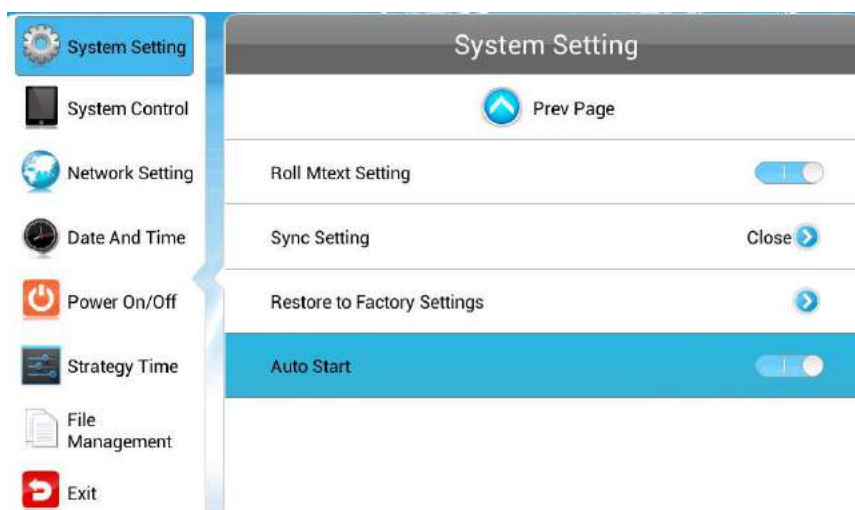 System Setting
System Control
Network Setting
Date And Time
Power On/Off
Strategy Time
File
Management
Exit
System Setting
Prev Page
Roll Mtext Setting
Sync Setting Close
Restore to Factory Settings
Auto Start